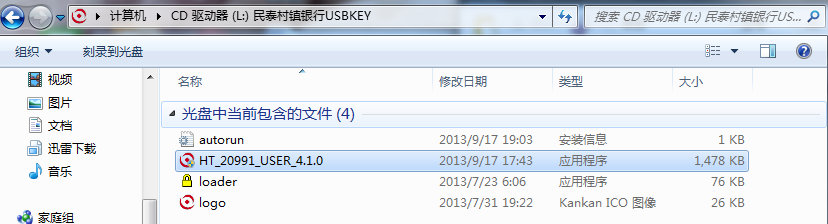 计算机 ▸ CD 驱动器 (L:) 民泰村镇银行USBKEY 搜索 CD 驱动器 (L:) 民泰村镇银行US...
组织 刻录到光盘
视频
图片
文档
迅雷下载
音乐
家庭组
名称 修改日期 类型 大小
光盘中当前包含的文件 (4)
autorun 2013/9/17 19:03 安装信息 1 KB
HT_20991_USER_4.1.0 2013/9/17 17:43 应用程序 1,478 KB
loader 2013/7/23 6:06 应用程序 76 KB
logo 2013/7/31 19:22 Kankan ICO 图像 26 KB